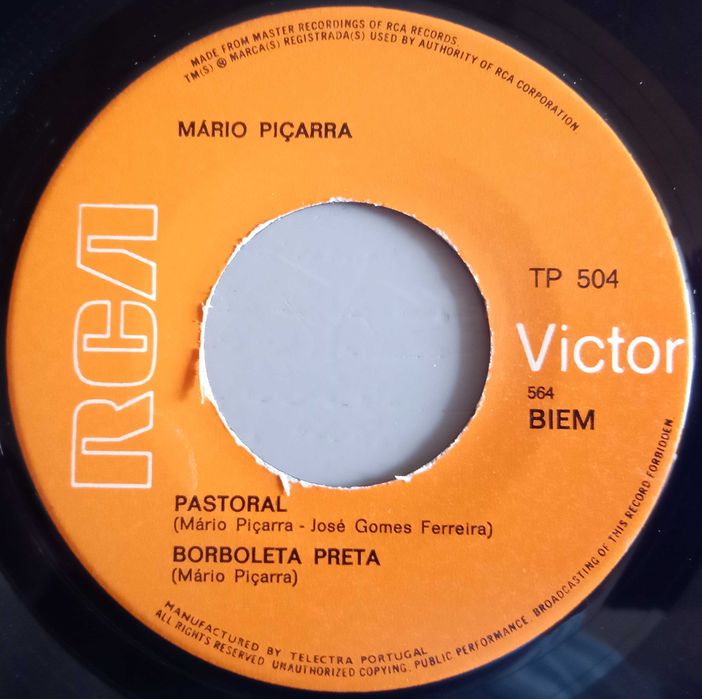 MADE FROM MASTER RECORDINGS OF RCA RECORDS.
TM(S) ® MARCA(S) REGISTRADA(S) USED BY AUTHORITY OF RCA CORPORATION
MÁRIO PIÇARRA
RCA
TP 504
Victor
564
BIEM
PASTORAL
(Mário Piçarra - José Gomes Ferreira)
BORBOLETA PRETA
(Mário Piçarra)
MANUFACTURED BY TELECTRA PORTUGAL
ALL RIGHTS RESERVED UNAUTHORIZED COPYING, PUBLIC PERFORMANCE, BROADCASTING OF THIS RECORD FORBIDDEN